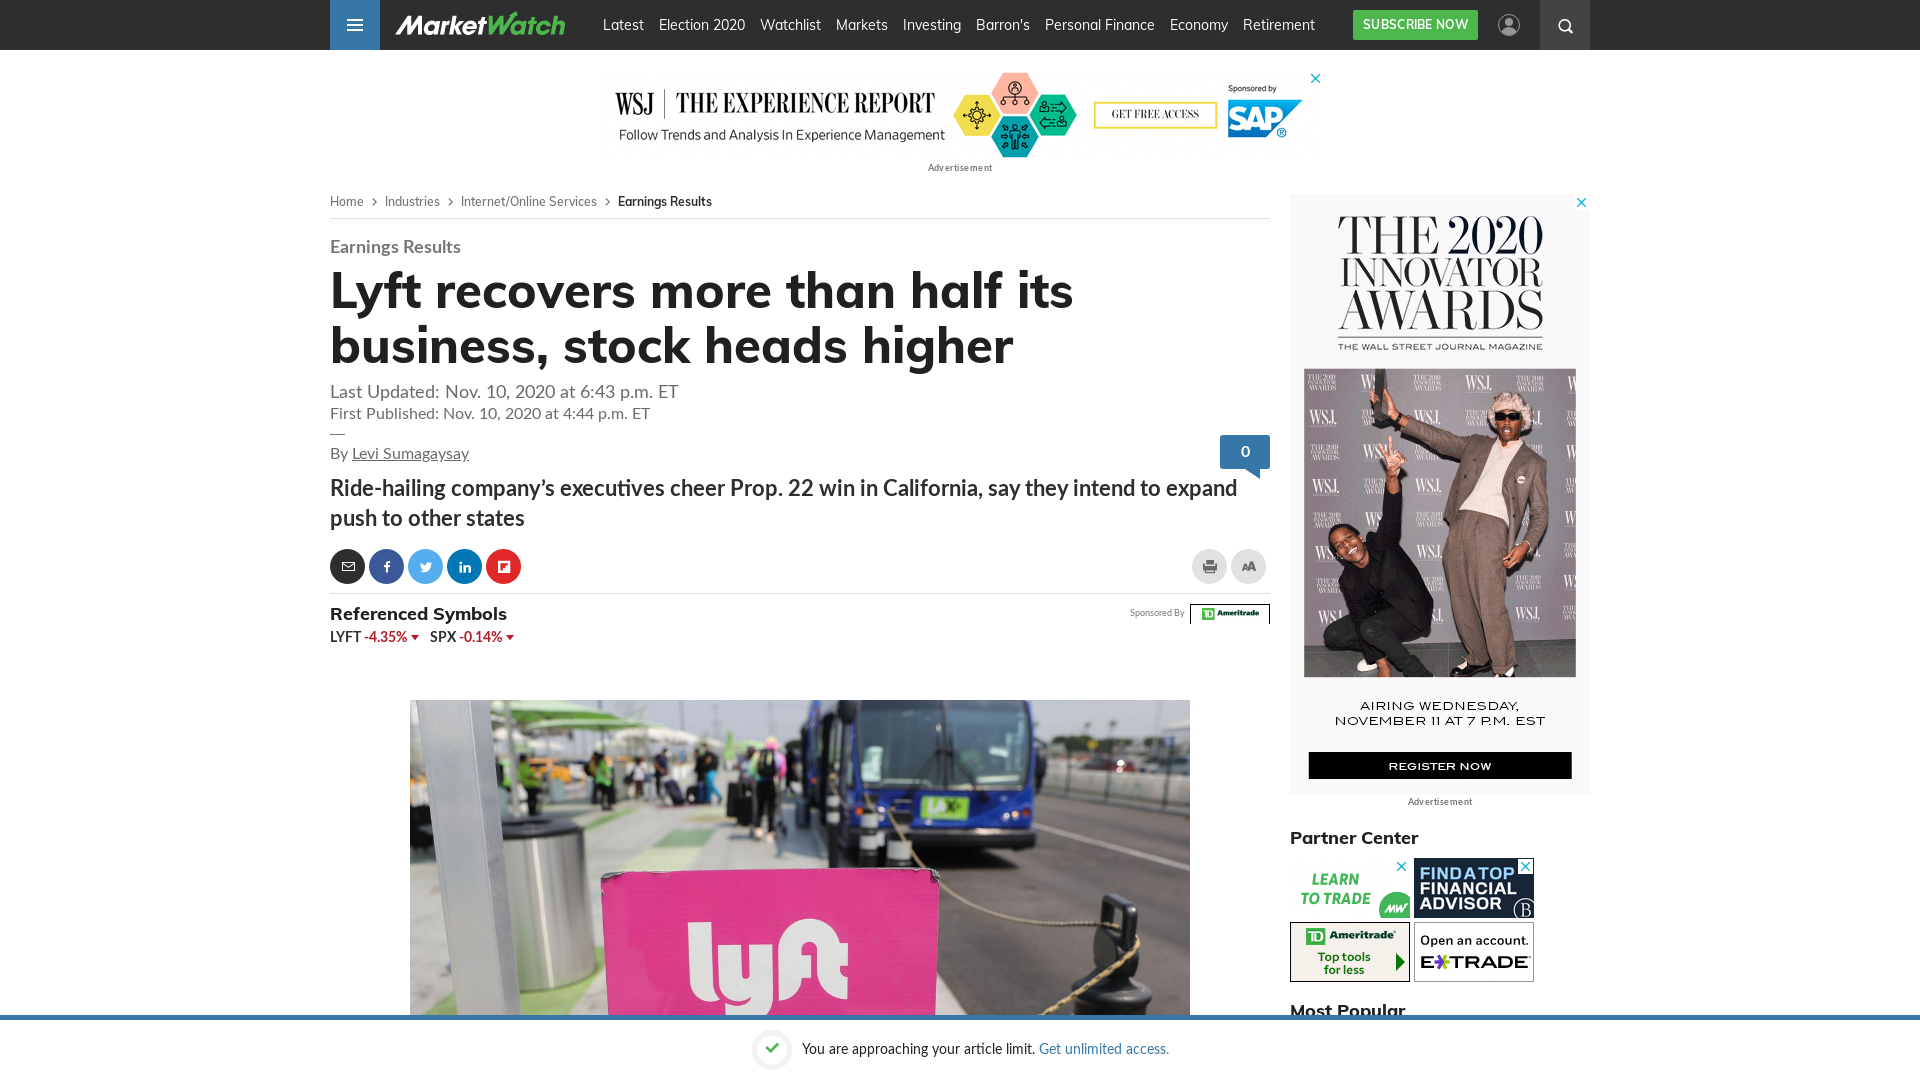 MarketWatch
Latest Election 2020 Watchlist Markets Investing Barron's Personal Finance Economy Retirement
SUBSCRIBE NOW
WSJ THE EXPERIENCE REPORT
Follow Trends and Analysis In Experience Management
GET FREE ACCESS
Sponsored by
SAP®
Advertisement
Home Industries Internet/Online Services Earnings Results
Earnings Results
Lyft recovers more than half its
business, stock heads higher
Last Updated: Nov. 10, 2020 at 6:43 p.m. ET
First Published: Nov. 10, 2020 at 4:44 p.m. ET
—
By Levi Sumagaysay
0
Ride-hailing company’s executives cheer Prop. 22 win in California, say they intend to expand
push to other states
Referenced Symbols
Sponsored By TD Ameritrade
LYFT -4.35% SPX -0.14%
LAX
lyft
THE 2020
INNOVATOR
AWARDS
THE WALL STREET JOURNAL MAGAZINE
AIRING WEDNESDAY,
NOVEMBER 11 AT 7 P.M. EST
REGISTER NOW
Advertisement
Partner Center
LEARN
TO TRADE
MW
FIND A TOP
FINANCIAL
ADVISOR
B
TD Ameritrade
Top tools
for less
Open an account.
E*TRADE
Most Popular
You are approaching your article limit. Get unlimited access.